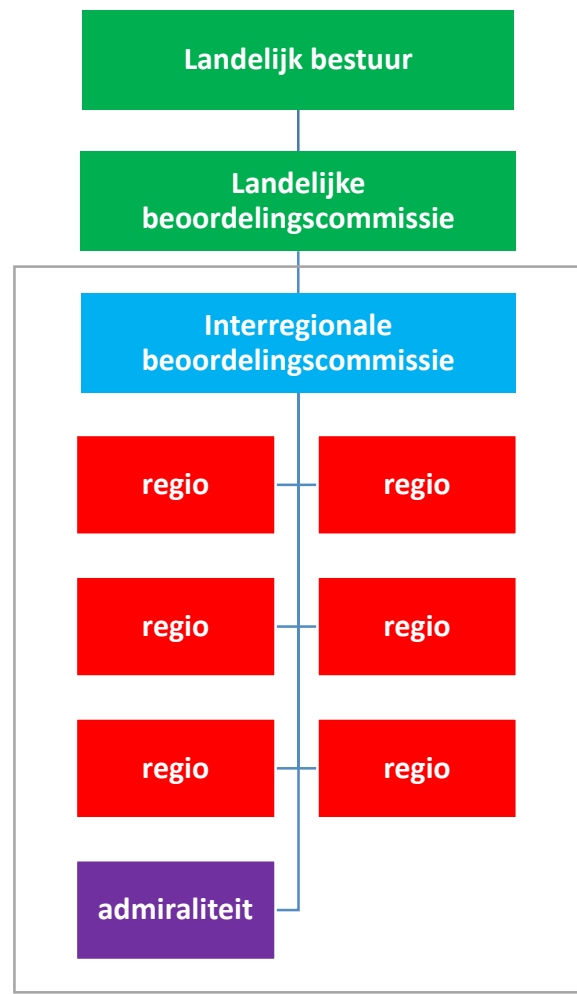 Landelijk bestuur
Landelijke
beoordelingscommissie
Interregionale
beoordelingscommissie
regio
regio
regio
regio
regio
regio
admiraliteit